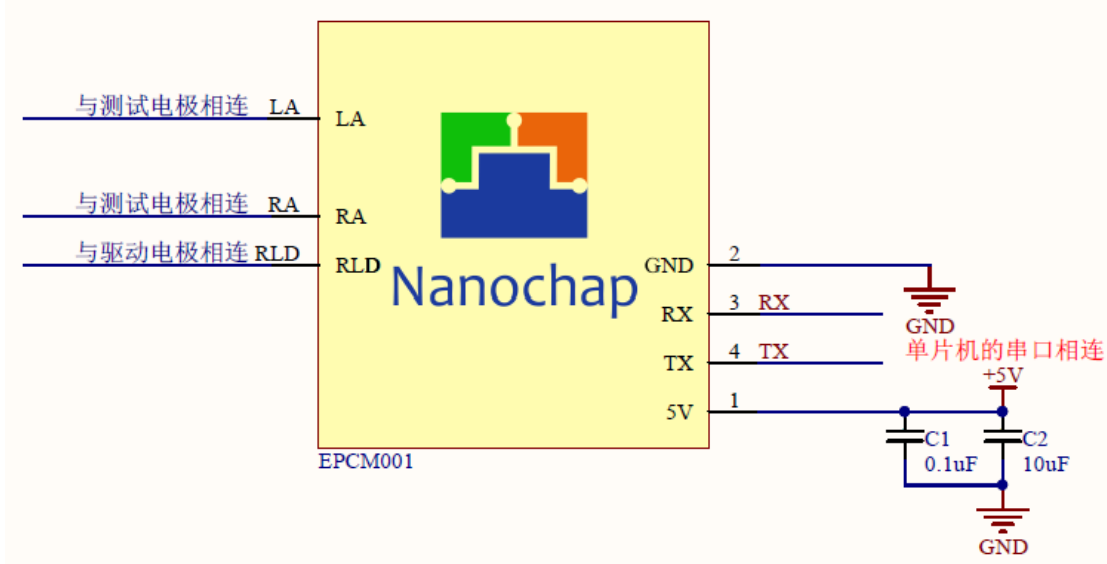 与测试电极相连 LA
LA
与测试电极相连 RA
RA
与驱动电极相连 RLD
RLD
Nanochap
GND 2
GND
RX 3 RX
TX 4 TX
单片机的串口相连
+5V
5V 1
C1
0.1uF
C2
10uF
GND
EPCM001